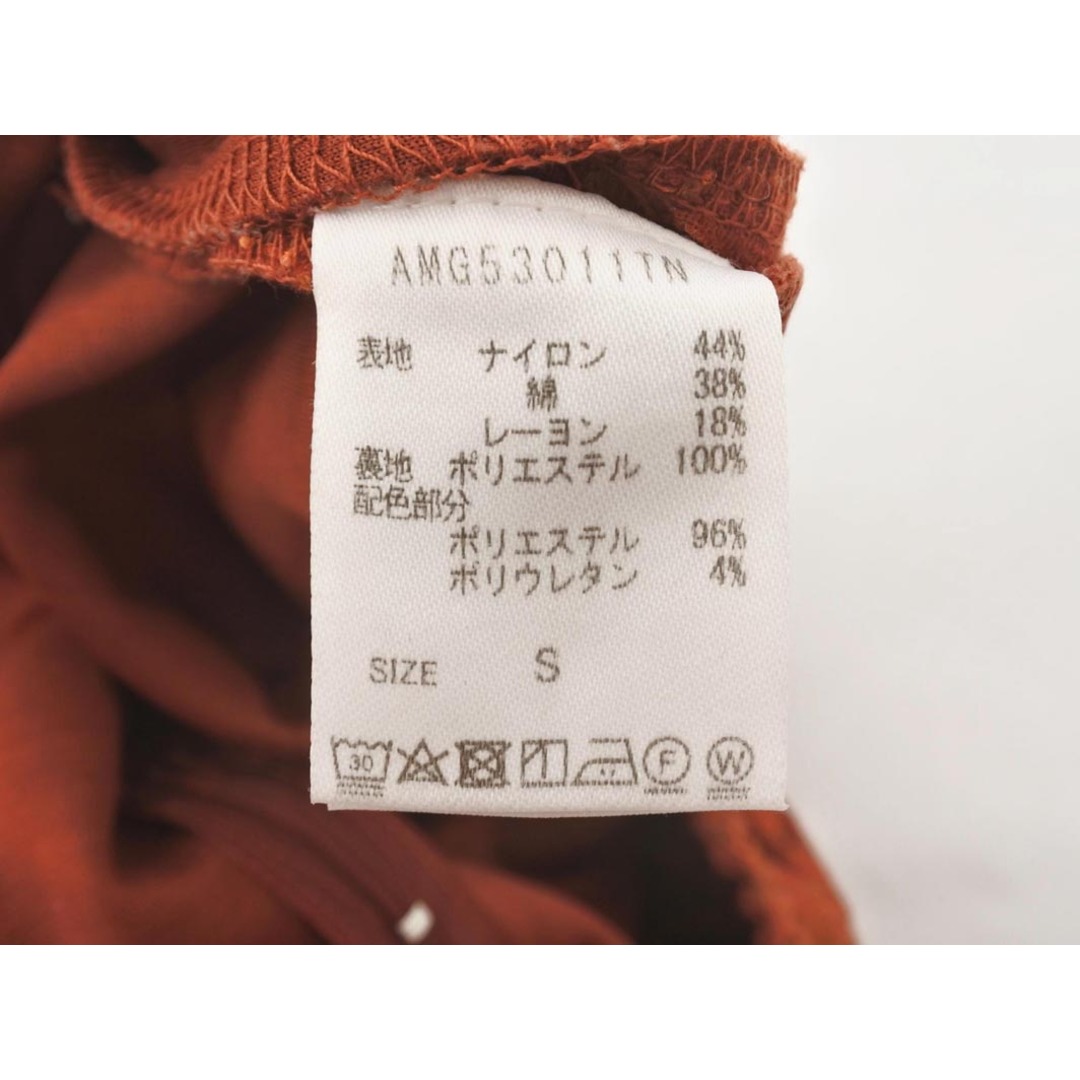 AMG53011TN
表地 ナイロン 44%
綿 38%
レーヨン 18%
裏地 ポリエステル 100%
配色部分
ポリエステル 96%
ポリウレタン 4%
SIZE S
30 F W